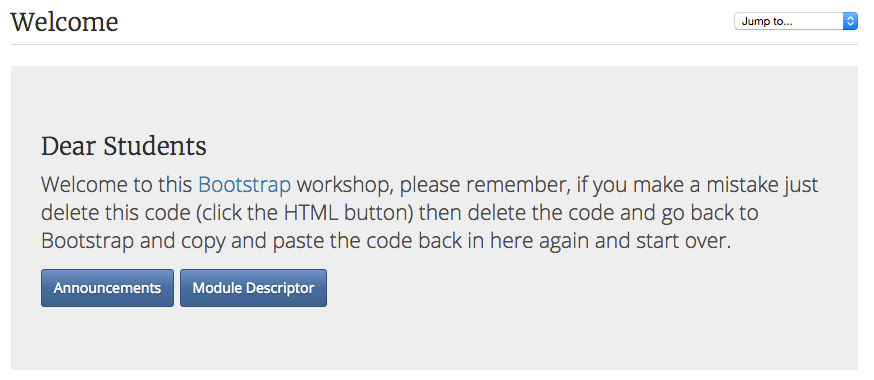 Welcome
Jump to...
Dear Students
Welcome to this Bootstrap workshop, please remember, if you make a mistake just
delete this code (click the HTML button) then delete the code and go back to
Bootstrap and copy and paste the code back in here again and start over.
Announcements
Module Descriptor